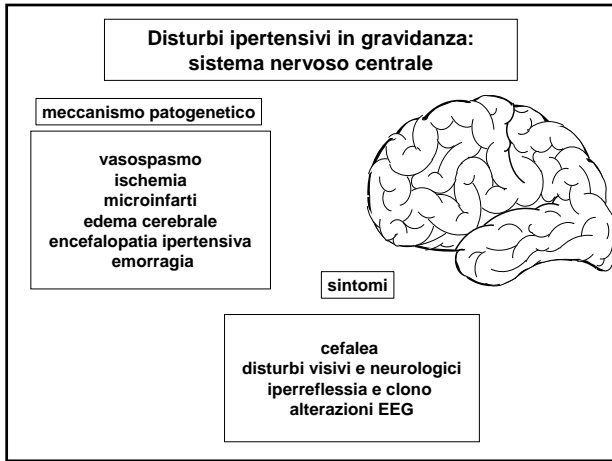 Disturbi ipertensivi in gravidanza:
sistema nervoso centrale
meccanismo patogenetico
vasospasmo
ischemia
microinfarti
edema cerebrale
encefalopatia ipertensiva
emorragia
sintomi
cefalea
disturbi visivi e neurologici
iperreflessia e clono
alterazioni EEG